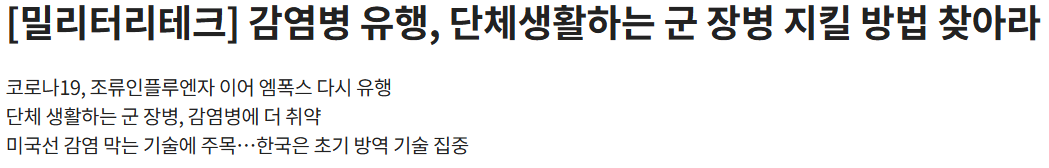 [밀리터리테크] 감염병 유행, 단체생활하는 군 장병 지킬 방법 찾아라
코로나19, 조류인플루엔자 이어 엠폭스 다시 유행
단체 생활하는 군 장병, 감염병에 더 취약
미국선 감염 막는 기술에 주목…한국은 초기 방역 기술 집중